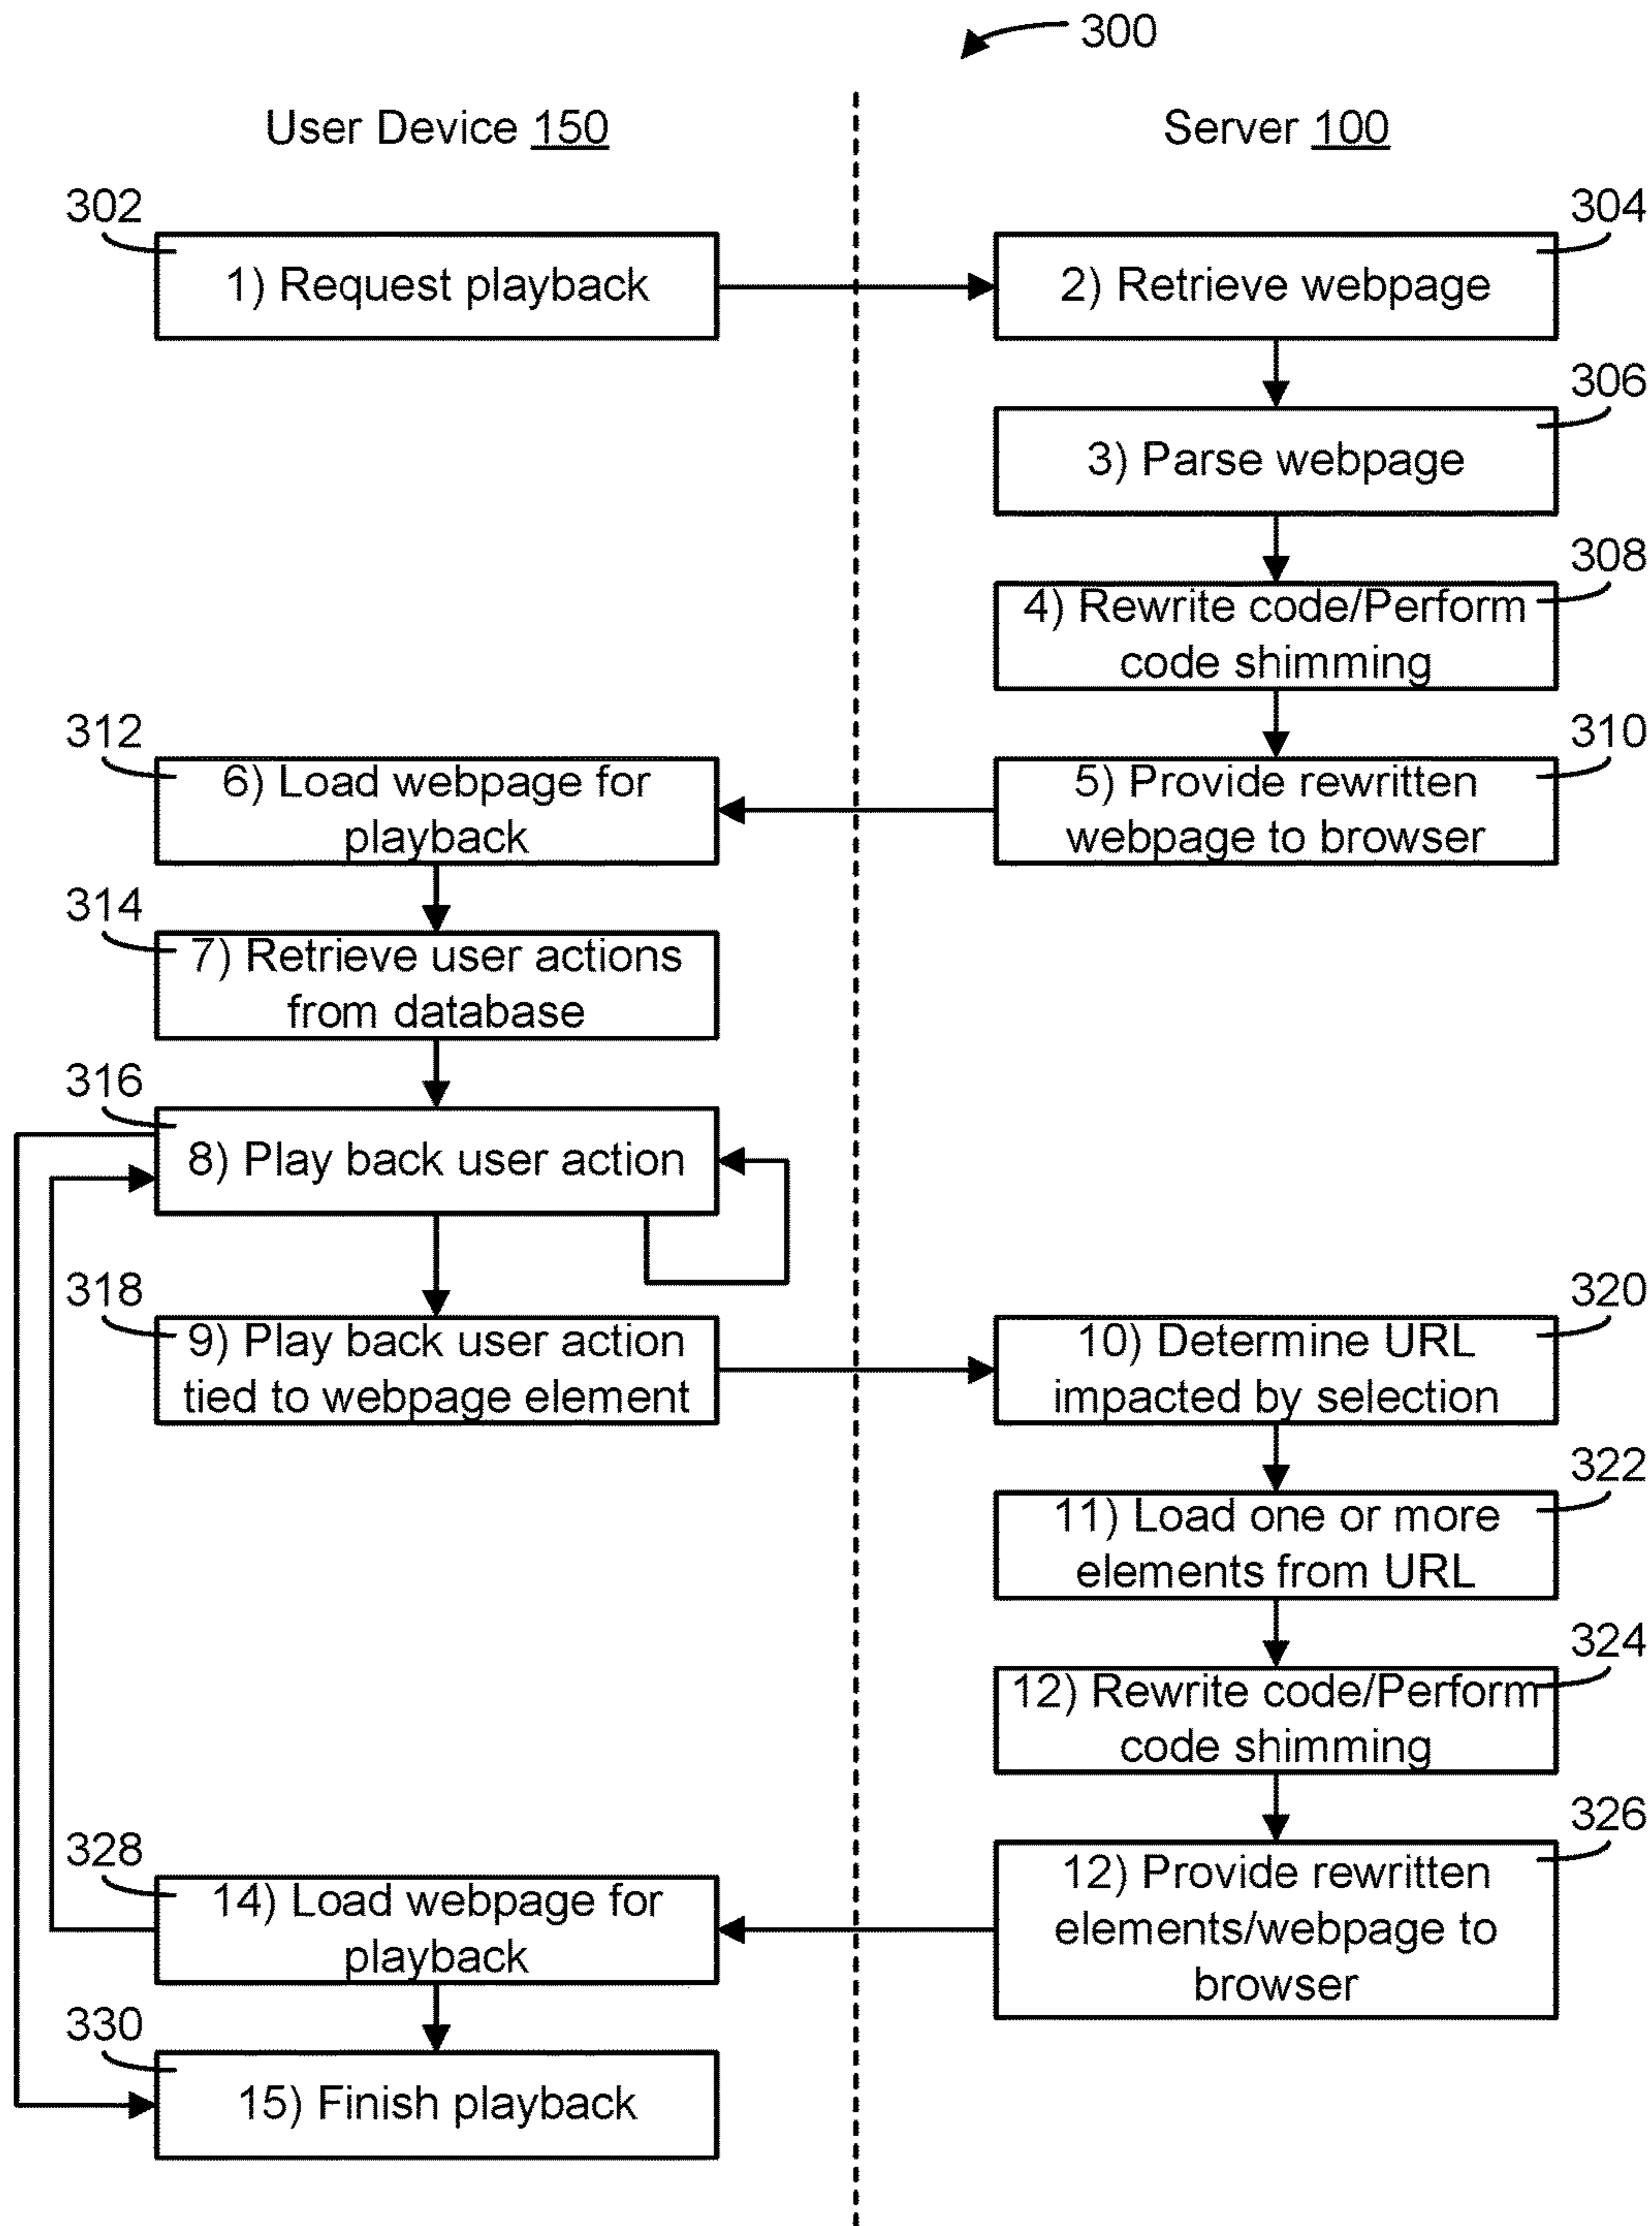 300
User Device 150
Server 100
302
1) Request playback
304
2) Retrieve webpage
306
3) Parse webpage
308
4) Rewrite code/Perform
code shimming
310
5) Provide rewritten
webpage to browser
312
6) Load webpage for
playback
314
7) Retrieve user actions
from database
316
8) Play back user action
318
9) Play back user action
tied to webpage element
320
10) Determine URL
impacted by selection
322
11) Load one or more
elements from URL
324
12) Rewrite code/Perform
code shimming
326
12) Provide rewritten
elements/webpage to
browser
328
14) Load webpage for
playback
330
15) Finish playback